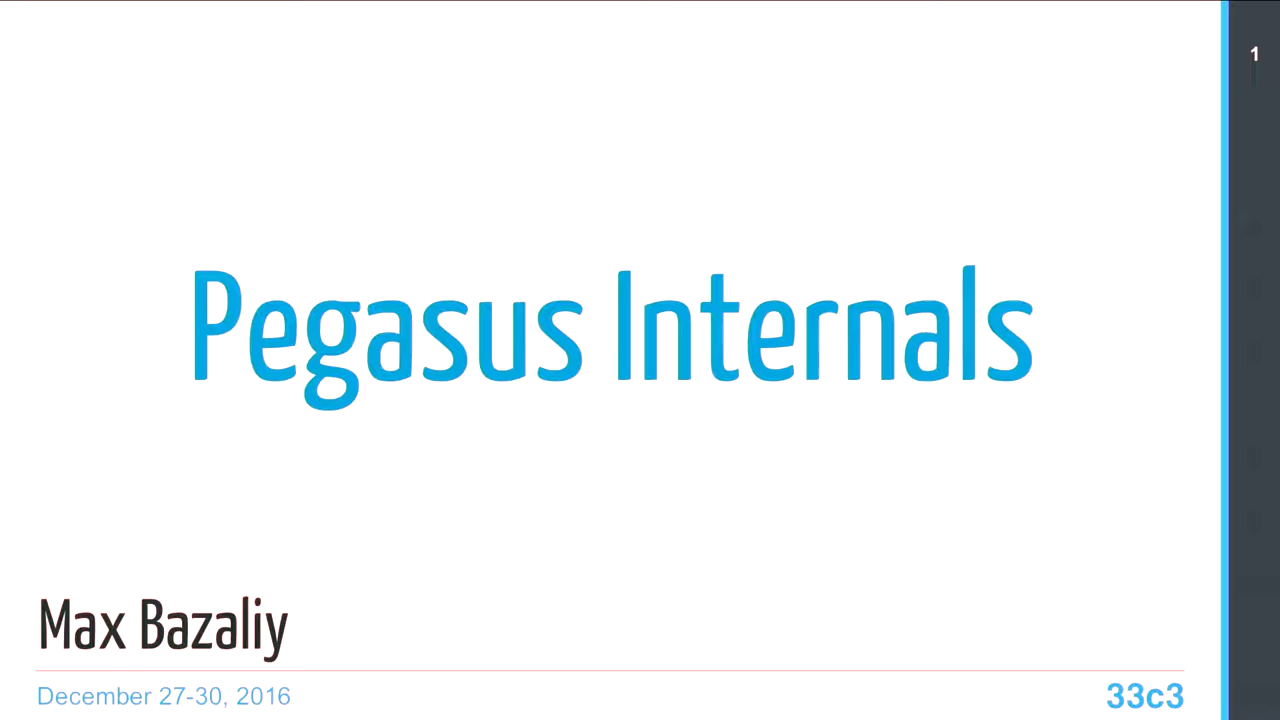 1
Pegasus Internals
Max Bazaliy
December 27-30, 2016
33c3